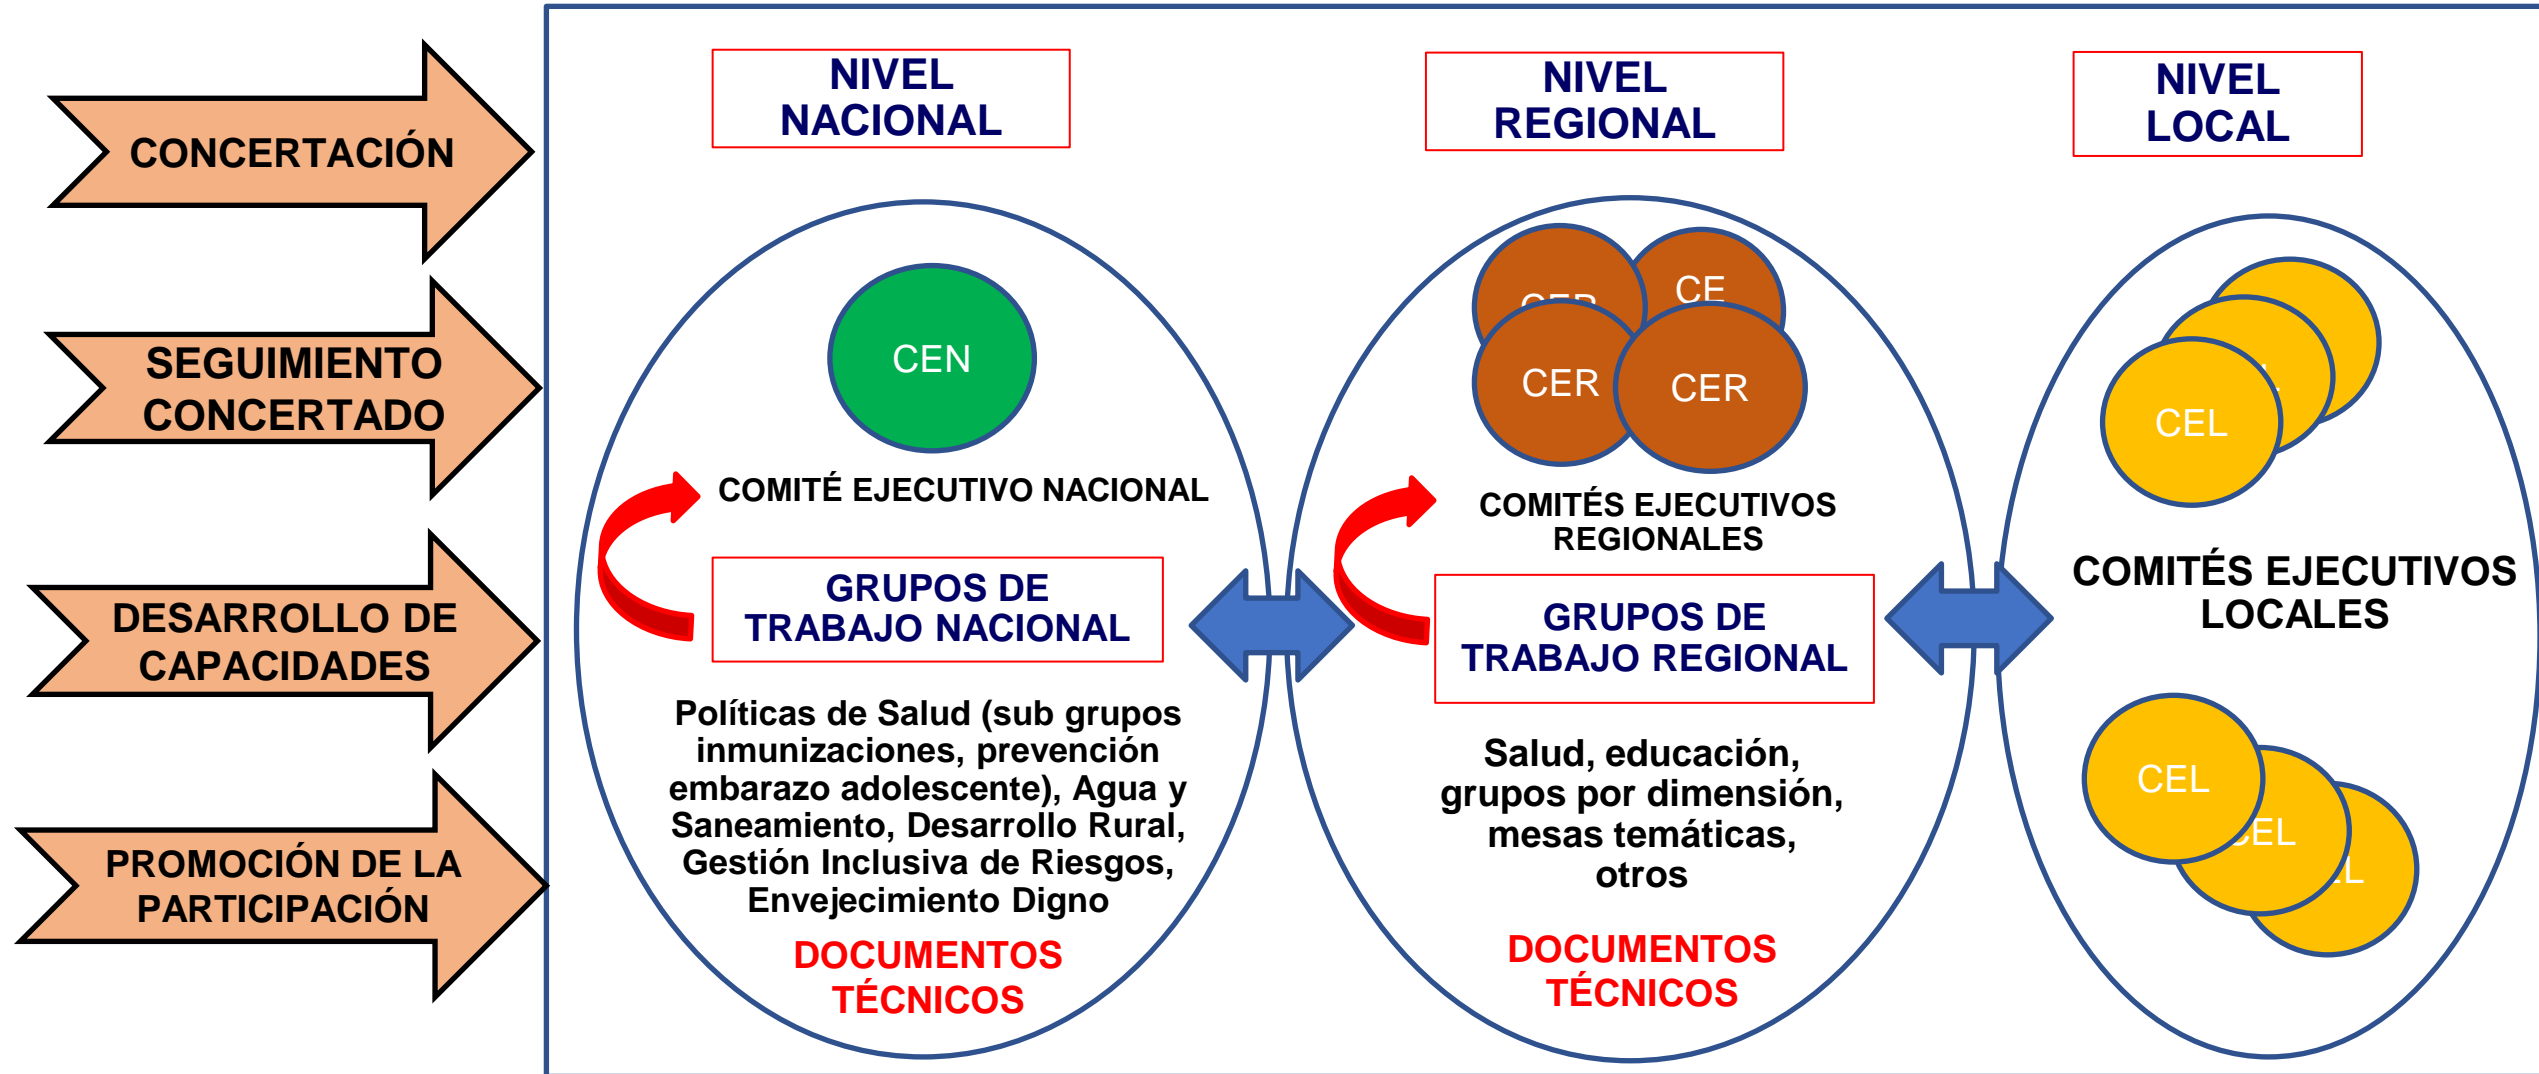 CONCERTACIÓN
SEGUIMIENTO
CONCERTADO
DESARROLLO DE
CAPACIDADES
PROMOCIÓN DE LA
PARTICIPACIÓN
NIVEL
NACIONAL
CEN
COMITÉ EJECUTIVO NACIONAL
GRUPOS DE
TRABAJO NACIONAL
Políticas de Salud (sub grupos
inmunizaciones, prevención
embarazo adolescente), Agua y
Saneamiento, Desarrollo Rural,
Gestión Inclusiva de Riesgos,
Envejecimiento Digno
DOCUMENTOS
TÉCNICOS
NIVEL
REGIONAL
CER
CE
CER
CER
COMITÉS EJECUTIVOS
REGIONALES
GRUPOS DE
TRABAJO REGIONAL
Salud, educación,
grupos por dimensión,
mesas temáticas,
otros
DOCUMENTOS
TÉCNICOS
NIVEL
LOCAL
CEL
COMITÉS EJECUTIVOS
LOCALES
CEL
CEL